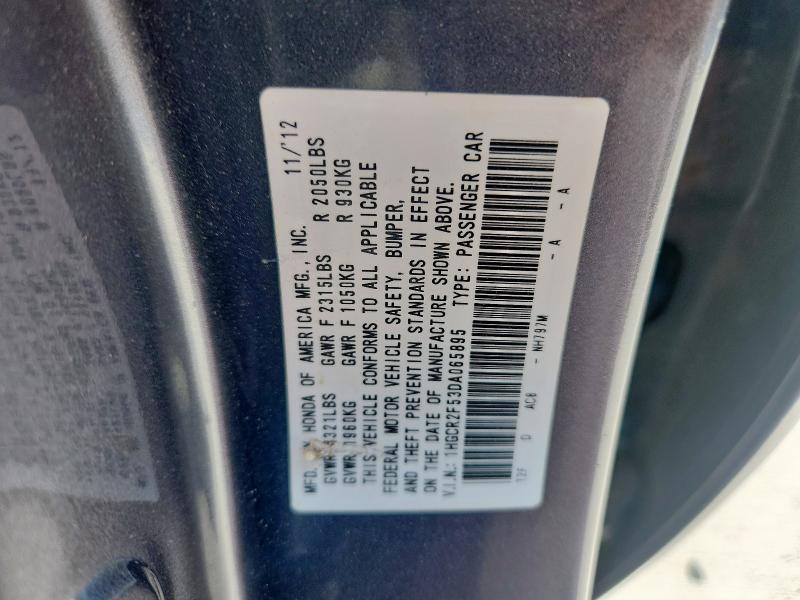 MFD. BY HONDA OF AMERICA MFG., INC. 11/'12
GVWR 4321LBS GAWR F 2315LBS R 2050LBS
GVWR 1960KG GAWR F 1050KG R 930KG
THIS VEHICLE CONFORMS TO ALL APPLICABLE
FEDERAL MOTOR VEHICLE SAFETY, BUMPER,
AND THEFT PREVENTION STANDARDS IN EFFECT
ON THE DATE OF MANUFACTURE SHOWN ABOVE.
V.I.N.: 1HGCR2F53DA065895 TYPE: PASSENGER CAR
12F D AC8 - NH797M - A - A